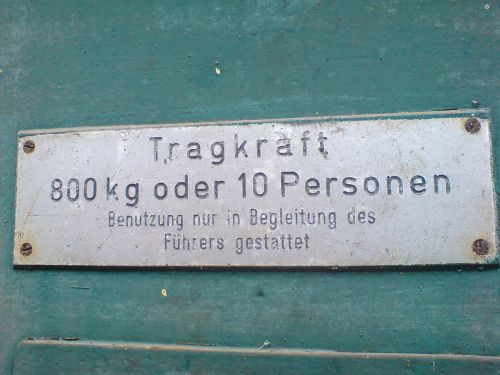 Tragkraft
800 kg oder 10 Personen
Benutzung nur in Begleitung des
Führers gestattet